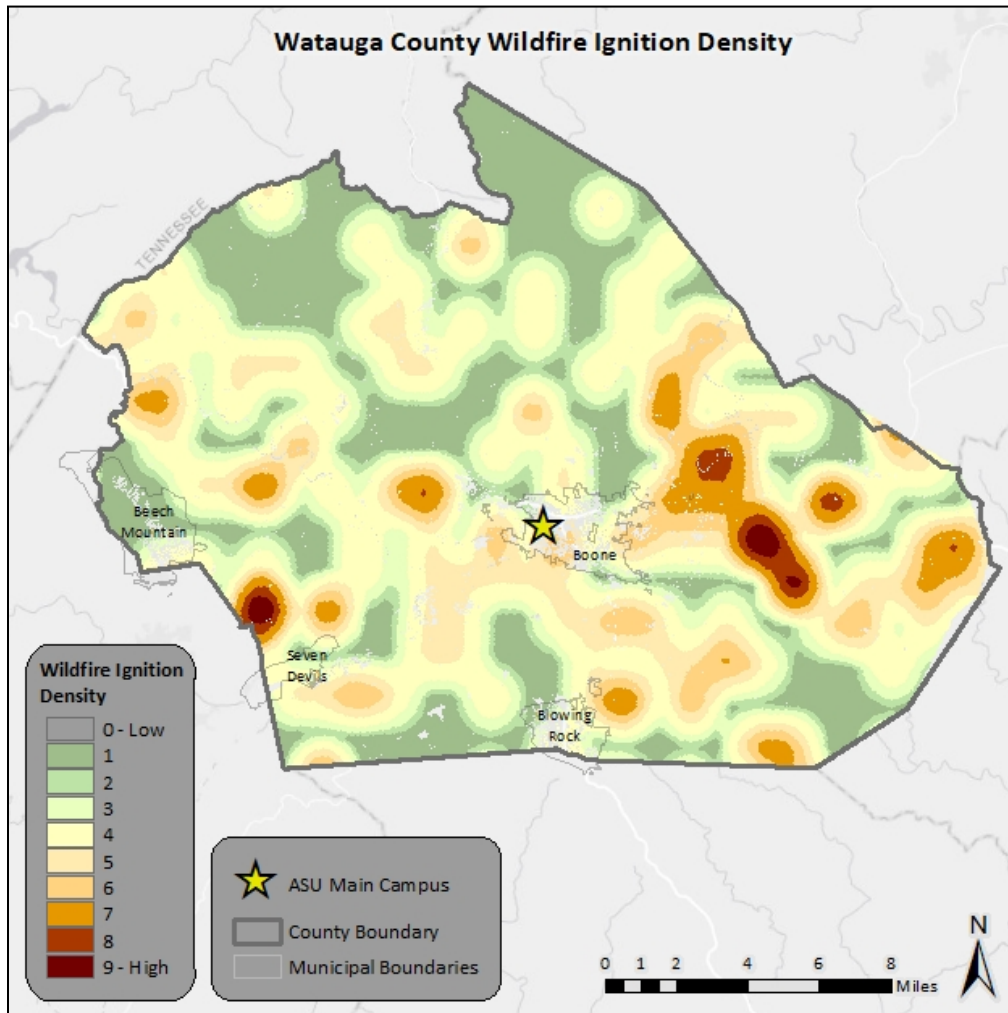 Watauga County Wildfire Ignition Density
TENNESSEE
Beech
Mountain
Boone
Seven
Devils
Blowing
Rock
Wildfire Ignition
Density
0 - Low
1
2
3
4
5
6
7
8
9 - High
ASU Main Campus
County Boundary
Municipal Boundaries
N
0 1 2 4 6 8
Miles